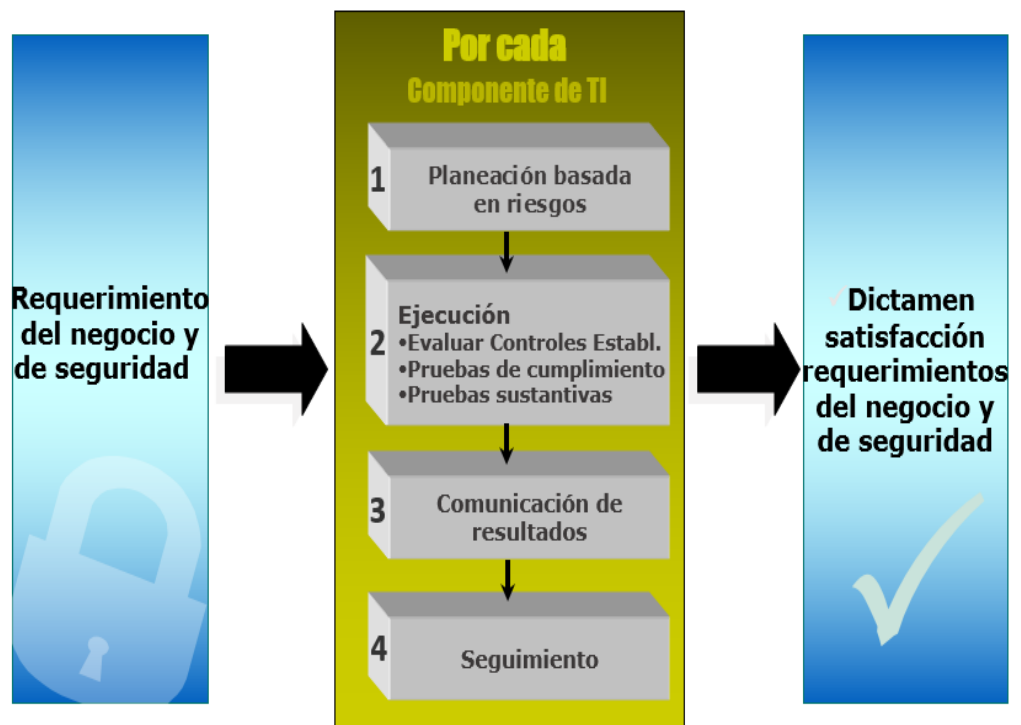 Requerimiento
del negocio y
de seguridad
Por cada
Componente de TI
1
Planeación basada
en riesgos
2
Ejecución
•Evaluar Controles Establ.
•Pruebas de cumplimiento
•Pruebas sustantivas
3
Comunicación de
resultados
4
Seguimiento
Dictamen
satisfacción
requerimientos
del negocio y
de seguridad